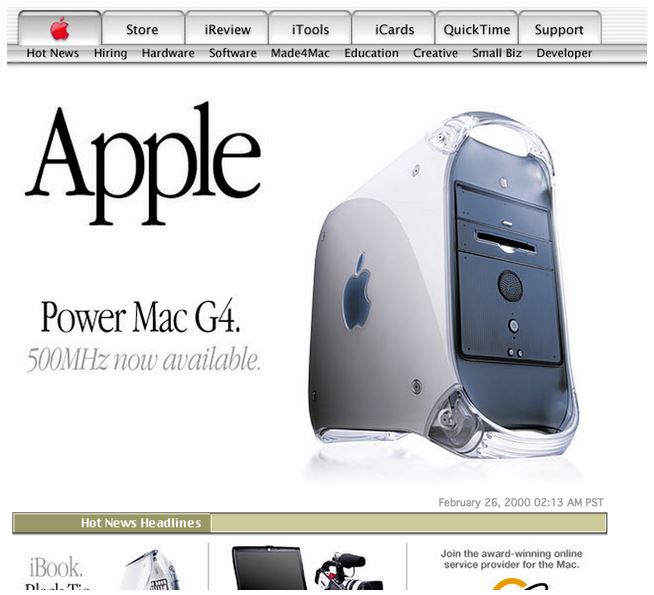 Store iReview iTools iCards QuickTime Support
Hot News Hiring Hardware Software Made4Mac Education Creative Small Biz Developer
Apple
Power Mac G4.
500MHz now available.
February 26, 2000 02:13 AM PST
Hot News Headlines
iBook.
Black Tie
Join the award-winning online
service provider for the Mac.